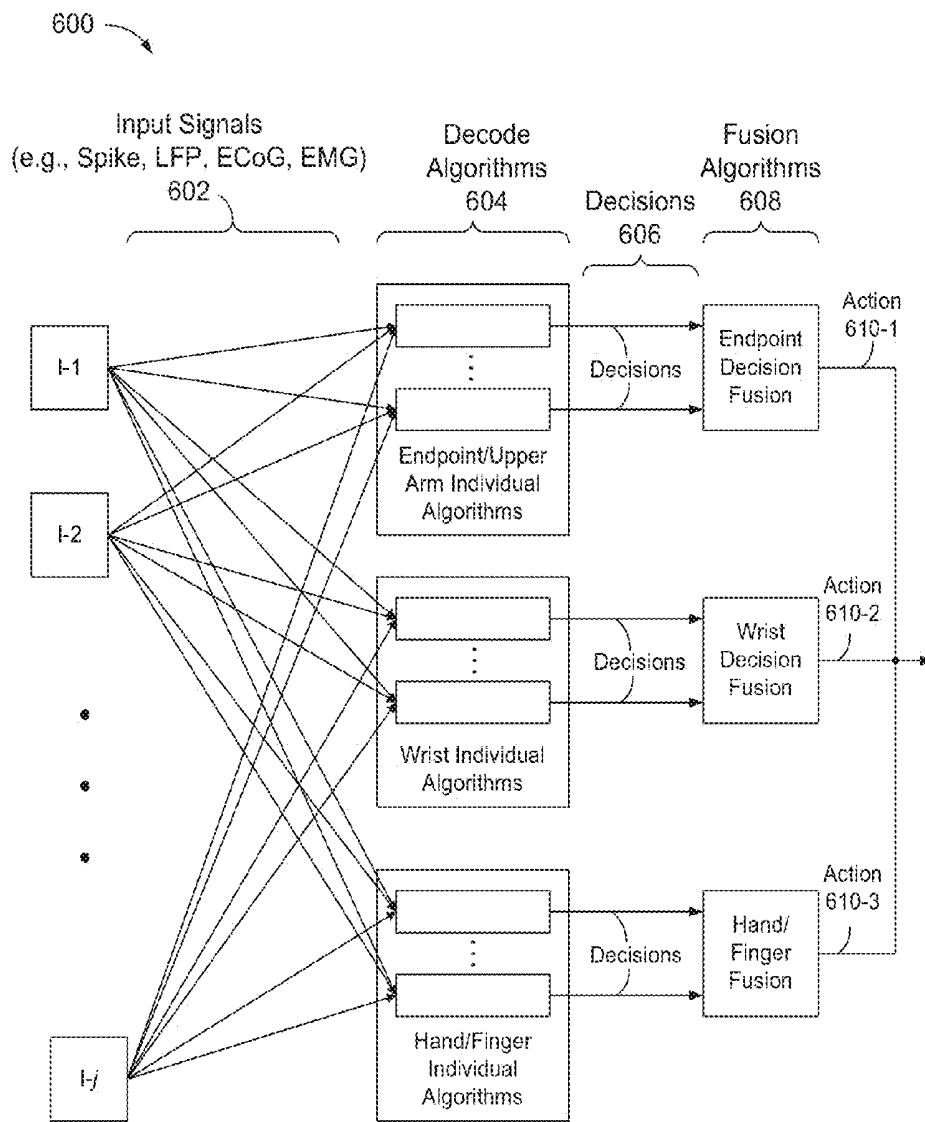 600
Input Signals
(e.g., Spike, LFP, ECoG, EMG)
602
Decode
Algorithms
604
Decisions
606
Fusion
Algorithms
608
I-1
I-2
I-j
Endpoint/Upper
Arm Individual
Algorithms
Decisions
Endpoint
Decision
Fusion
Action
610-1
Wrist Individual
Algorithms
Decisions
Wrist
Decision
Fusion
Action
610-2
Hand/Finger
Individual
Algorithms
Decisions
Hand/
Finger
Fusion
Action
610-3